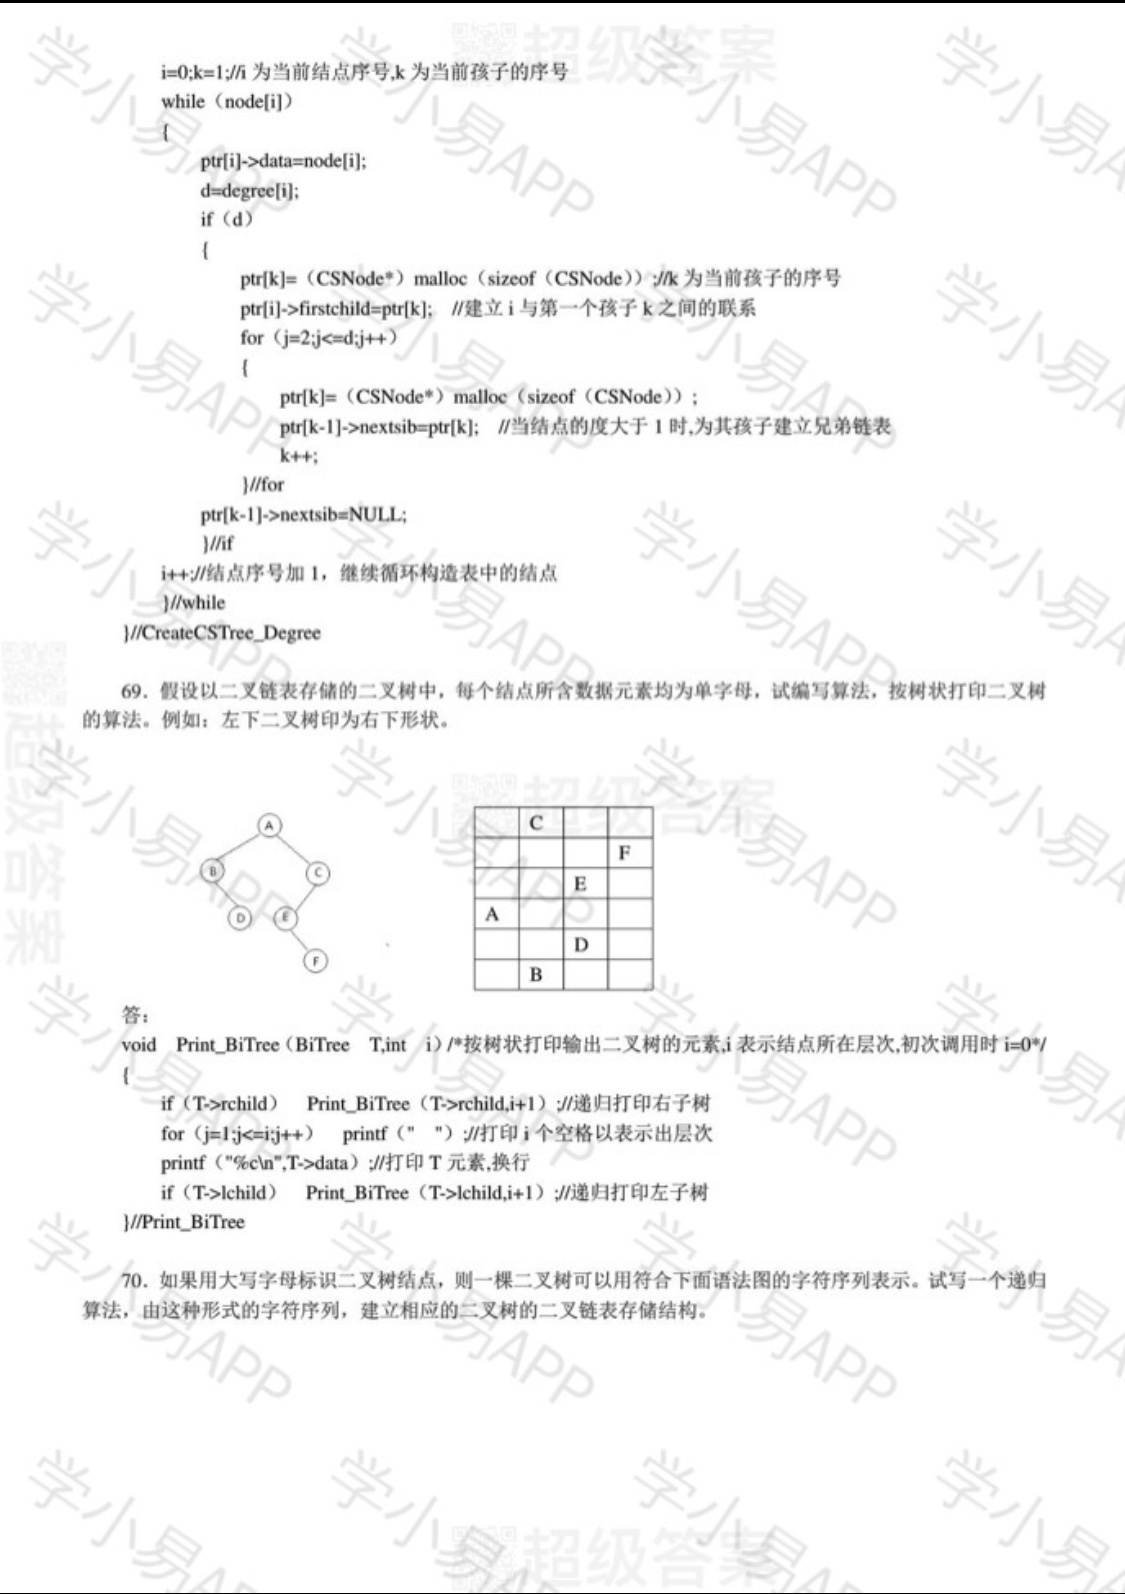 i=0;k=1;//i 为当前结点序号,k 为当前孩子的序号
while（node[i]）
{
ptr[i]->data=node[i];
d=degree[i];
if（d）
{
ptr[k]=（CSNode*）malloc（sizeof（CSNode））;//k 为当前孩子的序号
ptr[i]->firstchild=ptr[k]; //建立 i 与第一个孩子 k 之间的联系
for（j=2;j<=d;j++）
{
ptr[k]=（CSNode*）malloc（sizeof（CSNode））;
ptr[k-1]->nextsib=ptr[k]; //当结点的度大于 1 时,为其孩子建立兄弟链表
k++;
}//for
ptr[k-1]->nextsib=NULL;
}//if
i++;//结点序号加 1，继续循环构造表中的结点
}//while
}//CreateCSTree_Degree
69．假设以二叉链表存储的二叉树中，每个结点所含数据元素均为单字母，试编写算法，按树状打印二叉树
的算法。例如：左下二叉树印为右下形状。
A
B C
D E
F
C
F
E
A
D
B
答：
void Print_BiTree（BiTree T,int i）/*按树状打印输出二叉树的元素,i 表示结点所在层次,初次调用时 i=0*/
{
if（T->rchild） Print_BiTree（T->rchild,i+1）;//递归打印右子树
for（j=1;j<=i;j++） printf（" "）;//打印 i 个空格以表示出层次
printf（"%c\n",T->data）;//打印 T 元素,换行
if（T->lchild） Print_BiTree（T->lchild,i+1）;//递归打印左子树
}//Print_BiTree
70．如果用大写字母标识二叉树结点，则一棵二叉树可以用符合下面语法图的字符序列表示。试写一个递归
算法，由这种形式的字符序列，建立相应的二叉树的二叉链表存储结构。
学小易APP
超级答案